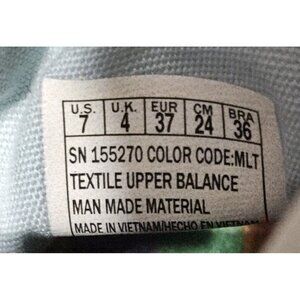 U.S. U.K. EUR CM BRA
7 4 37 24 36
SN 155270 COLOR CODE:MLT
TEXTILE UPPER BALANCE
MAN MADE MATERIAL
MADE IN VIETNAM/HECHO EN VIETNAM